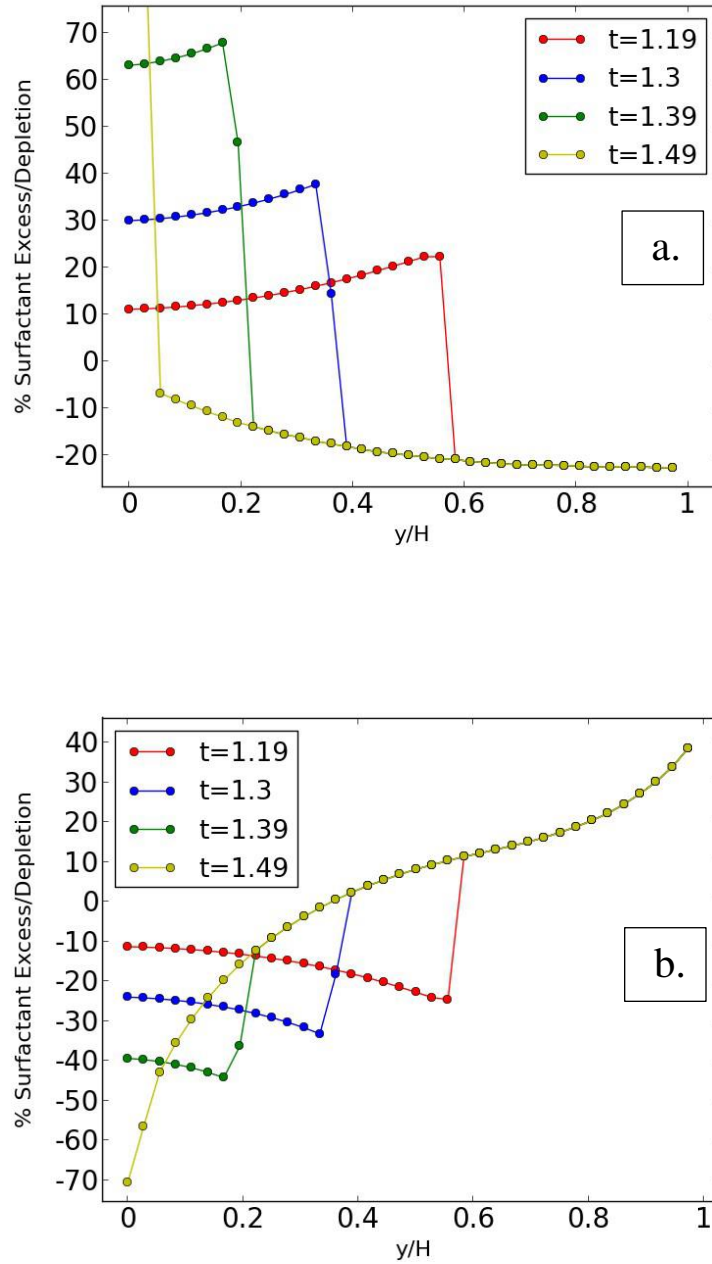 70
60
50
40
30
20
10
0
-10
-20
% Surfactant Excess/Depletion
t=1.19
t=1.3
t=1.39
t=1.49
a.
0 0.2 0.4 0.6 0.8 1
y/H
40
30
20
10
0
-10
-20
-30
-40
-50
-60
-70
% Surfactant Excess/Depletion
t=1.19
t=1.3
t=1.39
t=1.49
b.
0 0.2 0.4 0.6 0.8 1
y/H